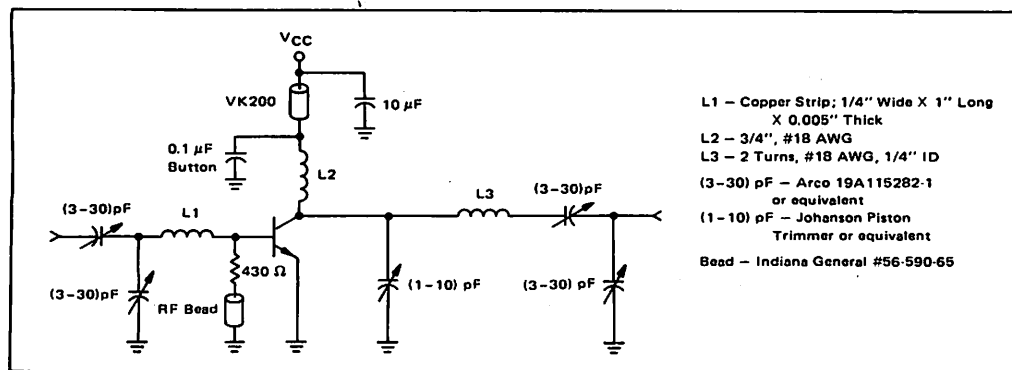 VCC
VK200
10 µF
0.1 µF
Button
L2
(3-30)pF
L1
L3
(3-30)pF
430 Ω
(3-30)pF
RF Bead
(1-10) pF
(3-30) pF
L1 – Copper Strip; 1/4" Wide X 1" Long
X 0.005" Thick
L2 – 3/4", #18 AWG
L3 – 2 Turns, #18 AWG, 1/4" ID
(3-30) pF – Arco 19A115282-1
or equivalent
(1-10) pF – Johanson Piston
Trimmer or equivalent
Bead – Indiana General #56-590-65